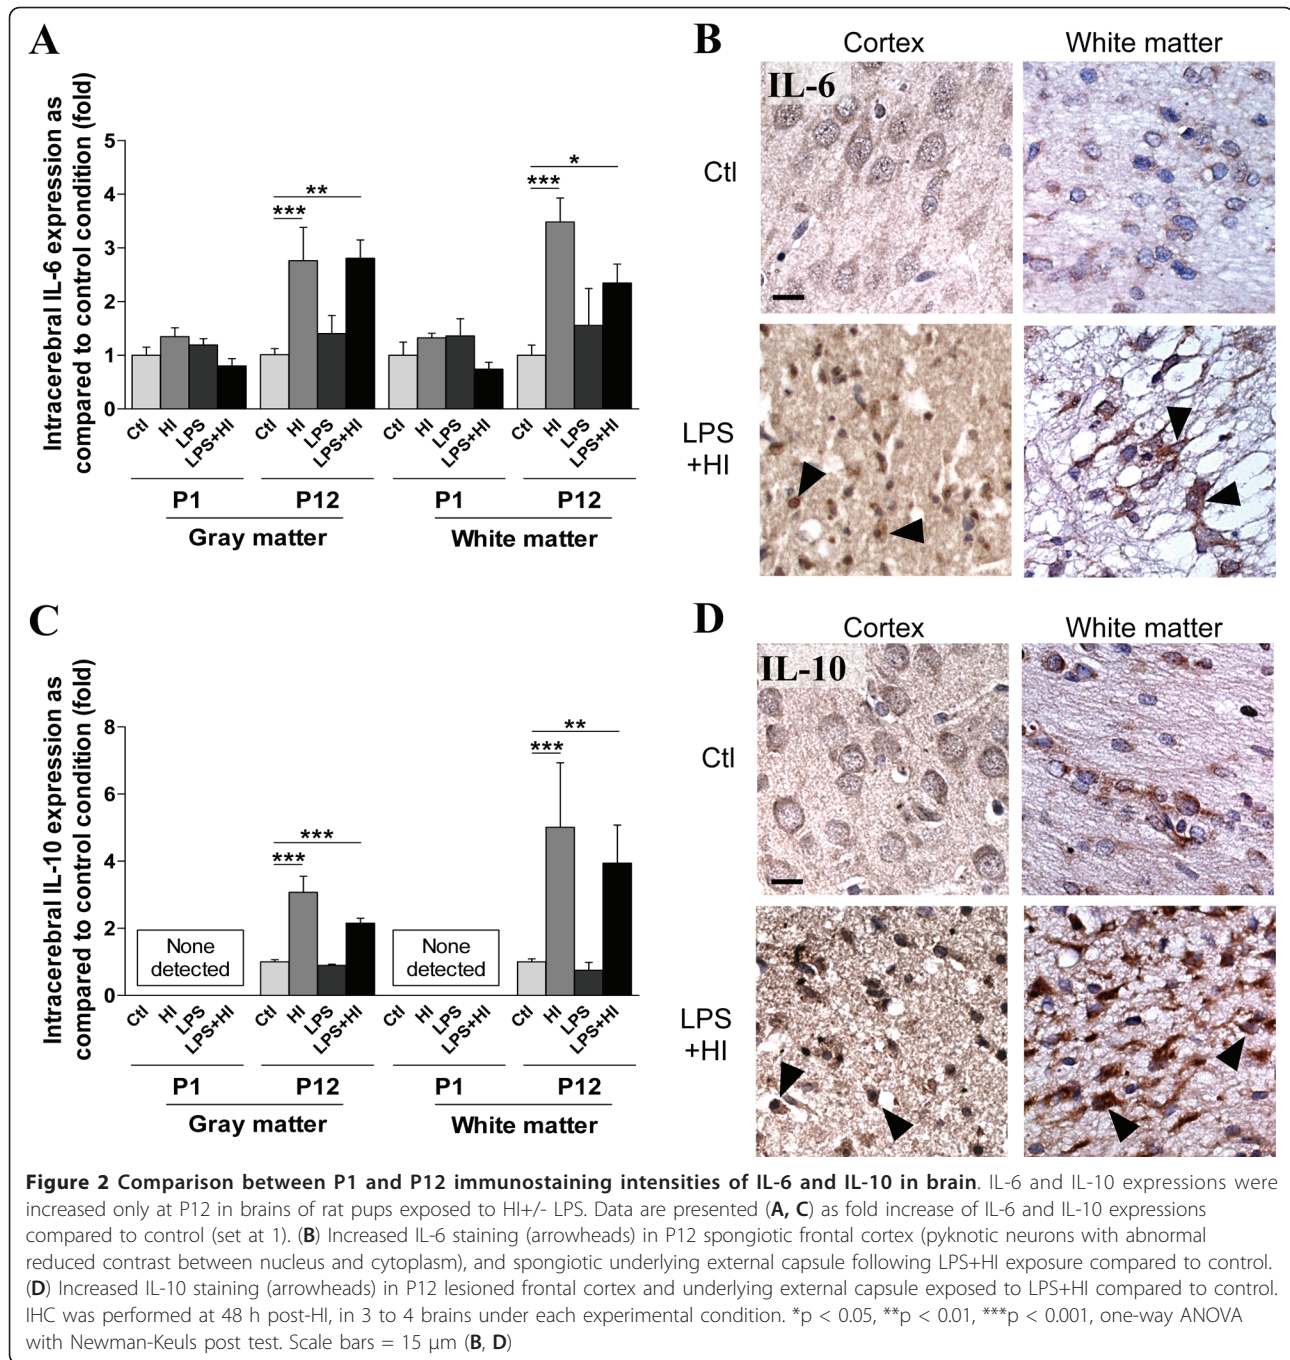 A
Intracerebral IL-6 expression as
compared to control condition (fold)
5
4
3
2
1
0
** 
***
*
***
Ctl HI LPS LPS+HI Ctl HI LPS LPS+HI Ctl HI LPS LPS+HI Ctl HI LPS LPS+HI
P1 P12 P1 P12
Gray matter White matter
B
Cortex White matter
IL-6
Ctl
LPS
+HI
C
Intracerebral IL-10 expression as
compared to control condition (fold)
8
6
4
2
0
None
detected
***
***
None
detected
**
***
Ctl HI LPS LPS+HI Ctl HI LPS LPS+HI Ctl HI LPS LPS+HI Ctl HI LPS LPS+HI
P1 P12 P1 P12
Gray matter White matter
D
Cortex White matter
IL-10
Ctl
LPS
+HI
Figure 2 Comparison between P1 and P12 immunostaining intensities of IL-6 and IL-10 in brain. IL-6 and IL-10 expressions were
increased only at P12 in brains of rat pups exposed to HI+/- LPS. Data are presented (A, C) as fold increase of IL-6 and IL-10 expressions
compared to control (set at 1). (B) Increased IL-6 staining (arrowheads) in P12 spongiotic frontal cortex (pyknotic neurons with abnormal
reduced contrast between nucleus and cytoplasm), and spongiotic underlying external capsule following LPS+HI exposure compared to control.
(D) Increased IL-10 staining (arrowheads) in P12 lesioned frontal cortex and underlying external capsule exposed to LPS+HI compared to control.
IHC was performed at 48 h post-HI, in 3 to 4 brains under each experimental condition. *p < 0.05, **p < 0.01, ***p < 0.001, one-way ANOVA
with Newman-Keuls post test. Scale bars = 15 μm (B, D)